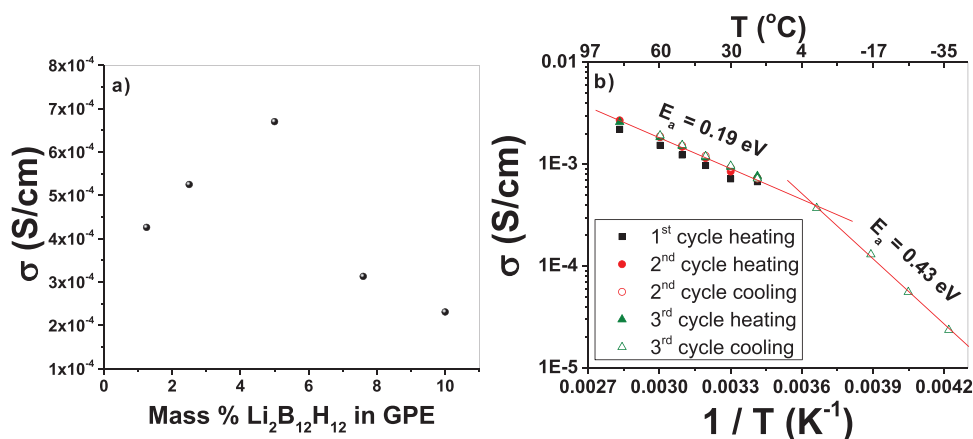 a)
8x10⁻⁴
7x10⁻⁴
6x10⁻⁴
5x10⁻⁴
4x10⁻⁴
3x10⁻⁴
2x10⁻⁴
1x10⁻⁴
σ (S/cm)
0 2 4 6 8 10
Mass % Li₂B₁₂H₁₂ in GPE
T (°C)
97 60 30 4 -17 -35
b)
0.01
1E-3
1E-4
1E-5
σ (S/cm)
Eₐ = 0.19 eV
Eₐ = 0.43 eV
1ˢᵗ cycle heating
2ⁿᵈ cycle heating
2ⁿᵈ cycle cooling
3ʳᵈ cycle heating
3ʳᵈ cycle cooling
0.0027 0.0030 0.0033 0.0036 0.0039 0.0042
1 / T (K⁻¹)